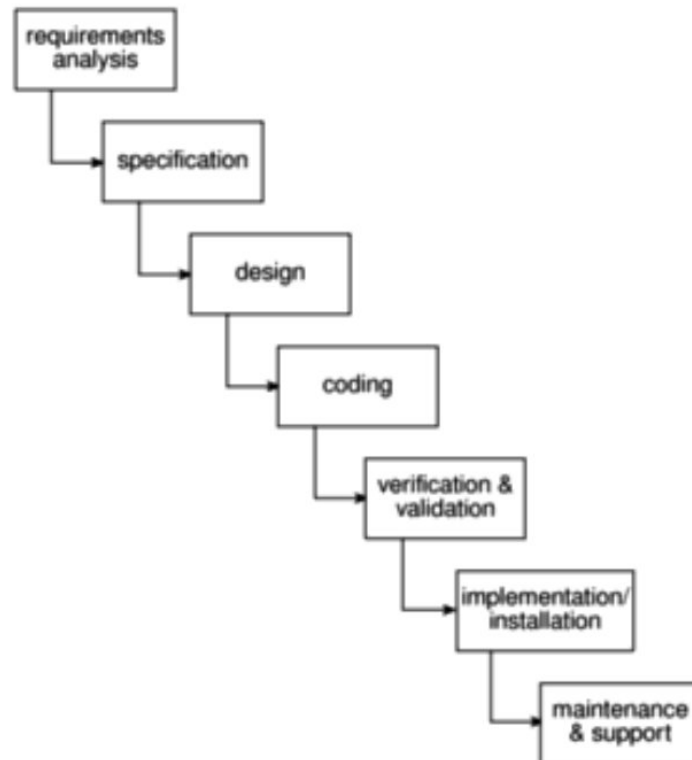 requirements
analysis
specification
design
coding
verification &
validation
implementation/
installation
maintenance
& support